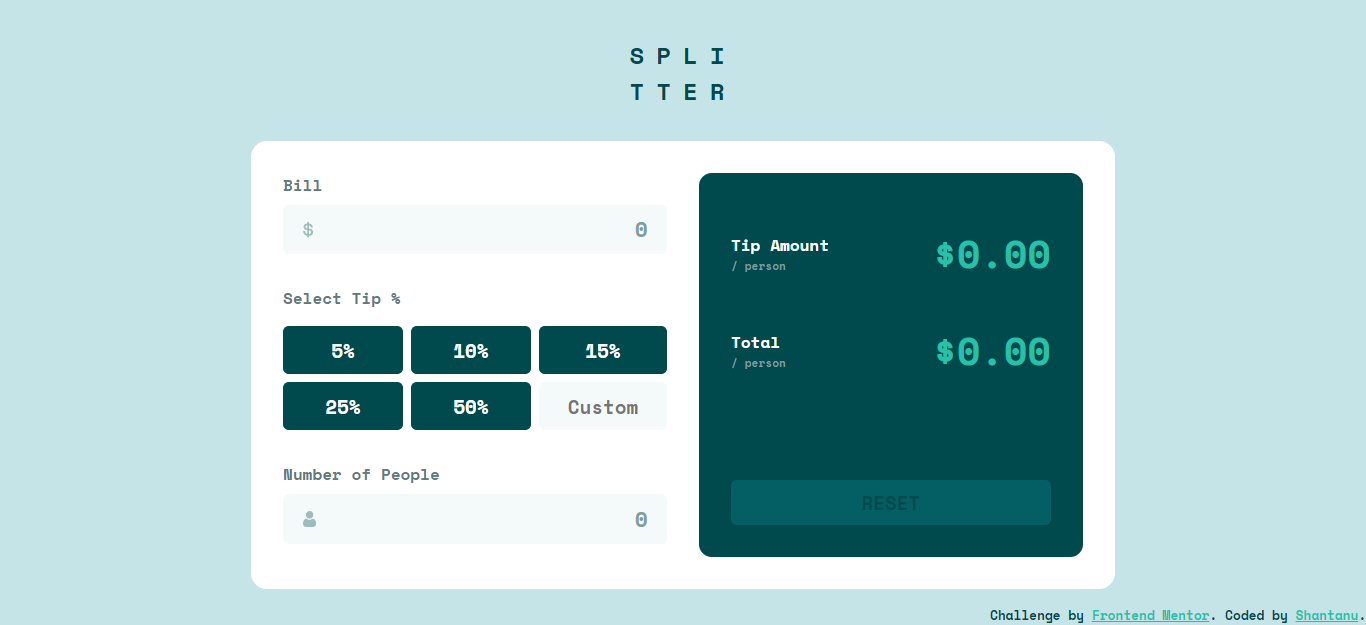 SPLI
TTER
Bill
$ 0
Select Tip %
5% 10% 15%
25% 50% Custom
Number of People
0
Tip Amount
/ person
$0.00
Total
/ person
$0.00
RESET
Challenge by Frontend Mentor. Coded by Shantanu.